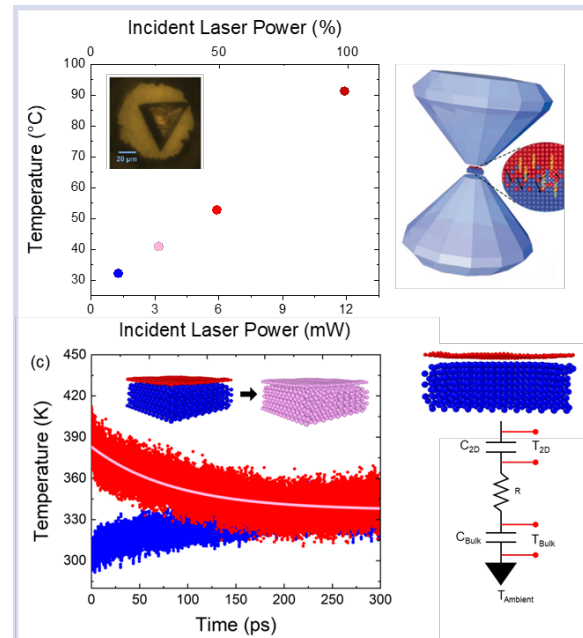 Incident Laser Power (%)
0 49 99
100
90
80
70
60
50
40
30
Temperature (°C)
20 μm
0 3 6 9 12
Incident Laser Power (mW)
(c)
450
420
390
360
330
300
Temperature (K)
0 50 100 150 200 250 300
Time (ps)
C2D T2D
R
CBulk TBulk
TAmbient